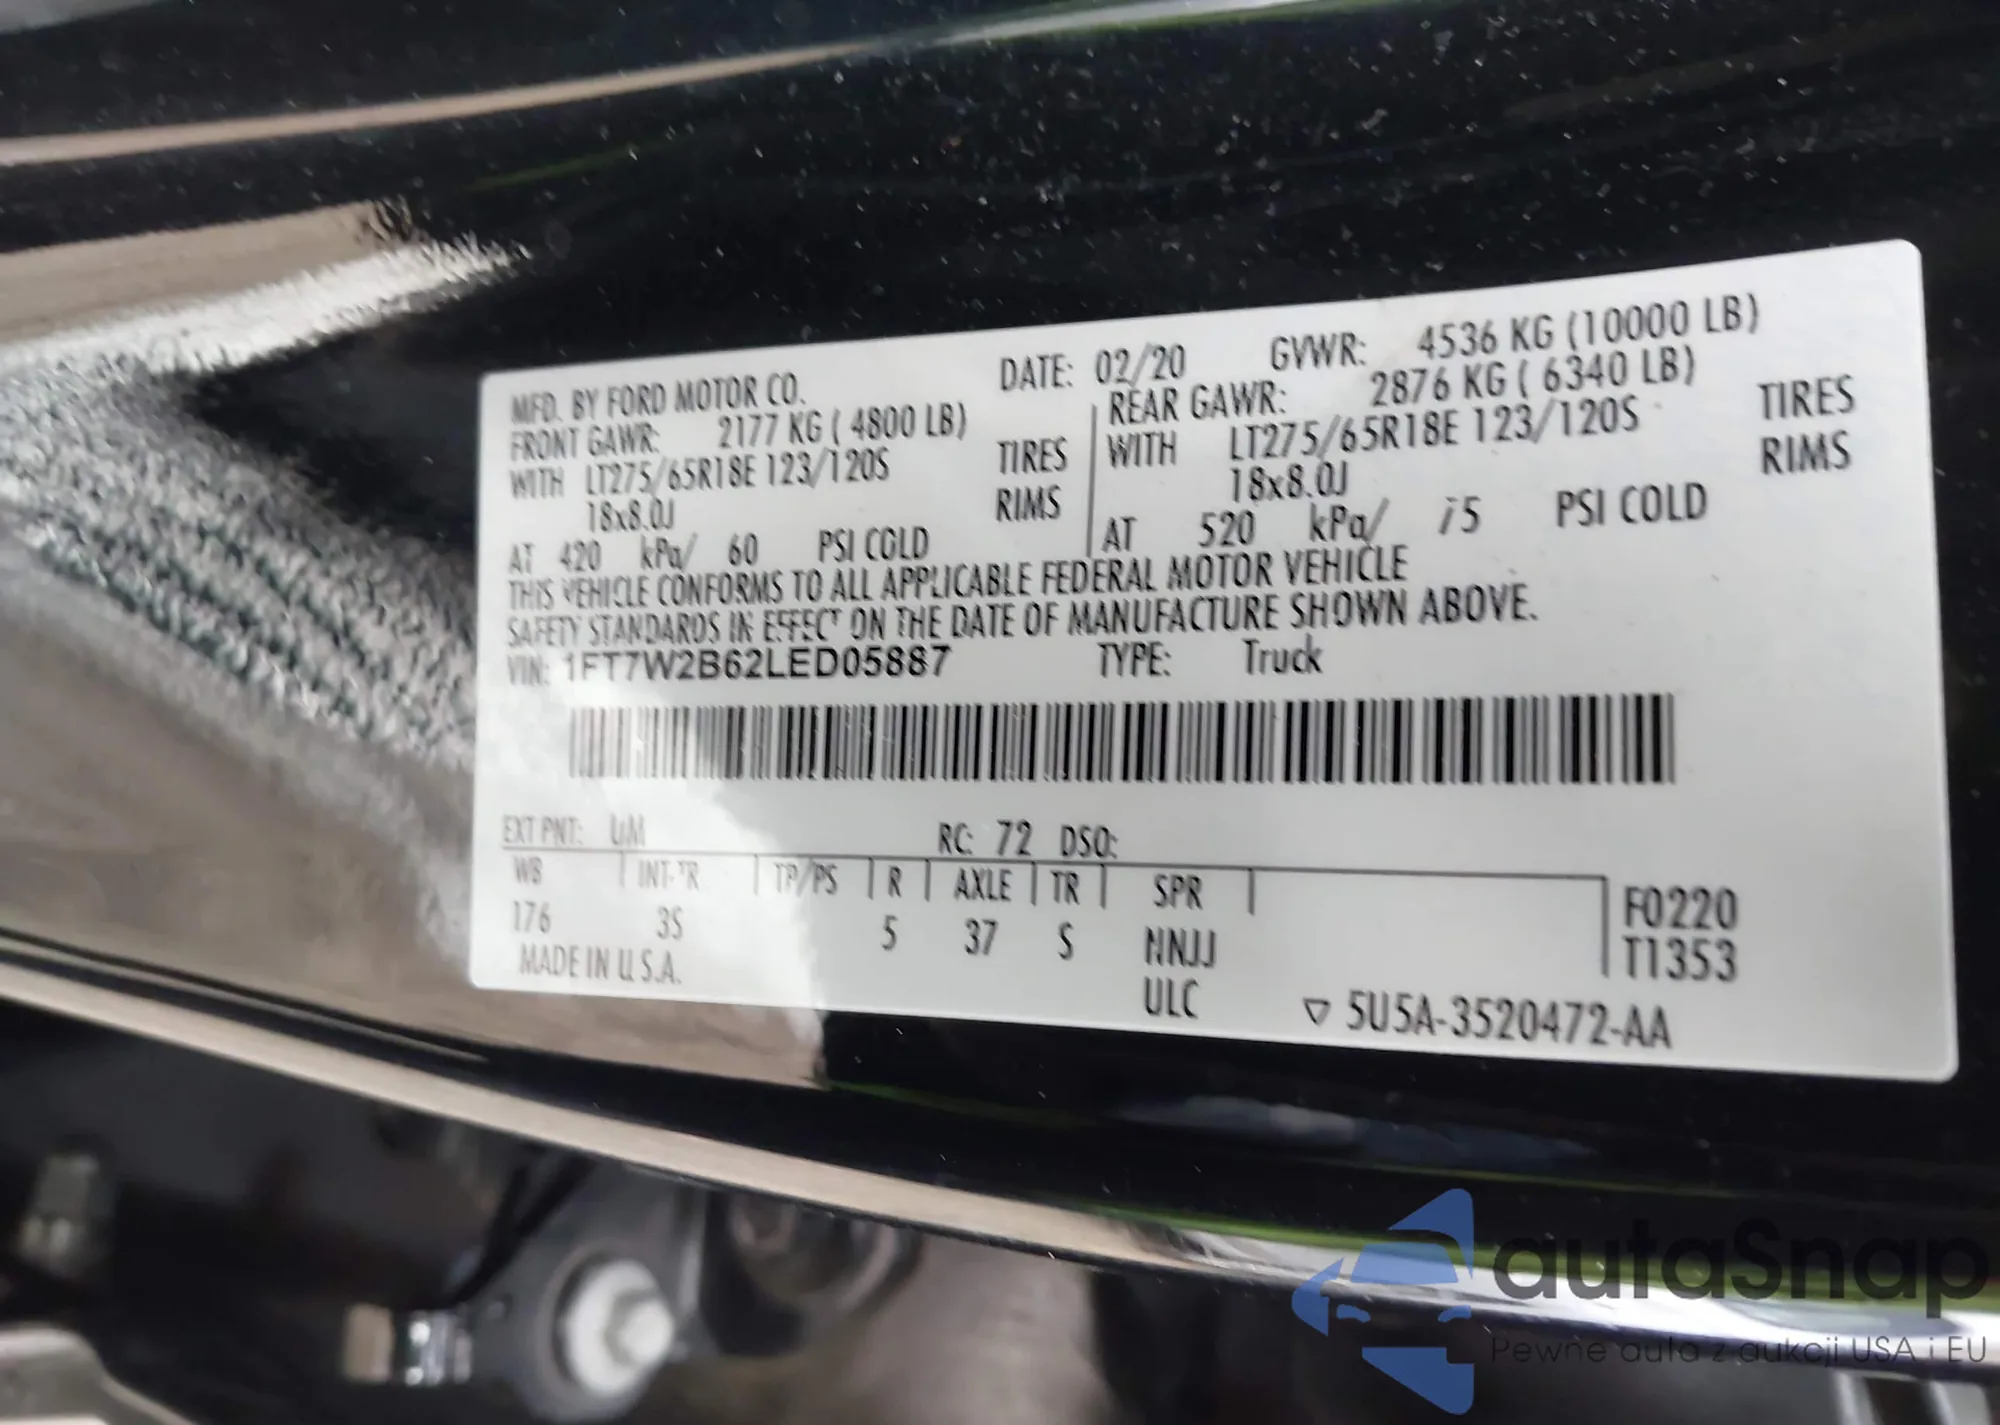 MFD. BY FORD MOTOR CO. DATE: 02/20 GVWR: 4536 KG (10000 LB)
FRONT GAWR: 2177 KG ( 4800 LB) REAR GAWR: 2876 KG ( 6340 LB)
WITH LT275/65R18E 123/120S TIRES WITH LT275/65R18E 123/120S TIRES
18x8.0J RIMS 18x8.0J RIMS
AT 420 kPa/ 60 PSI COLD AT 520 kPa/ 75 PSI COLD
THIS VEHICLE CONFORMS TO ALL APPLICABLE FEDERAL MOTOR VEHICLE
SAFETY STANDARDS IN EFFECT ON THE DATE OF MANUFACTURE SHOWN ABOVE.
VIN: 1FT7W2B62LED05887 TYPE: Truck
EXT PNT: UM RC: 72 DSO:
WB INT-TR TP/PS R AXLE TR SPR F0220
176 3S 5 37 S NNJJ T1353
MADE IN U.S.A. ULC ▽ 5U5A-3520472-AA
autaSnap
Pewne auta z aukcji USA i EU